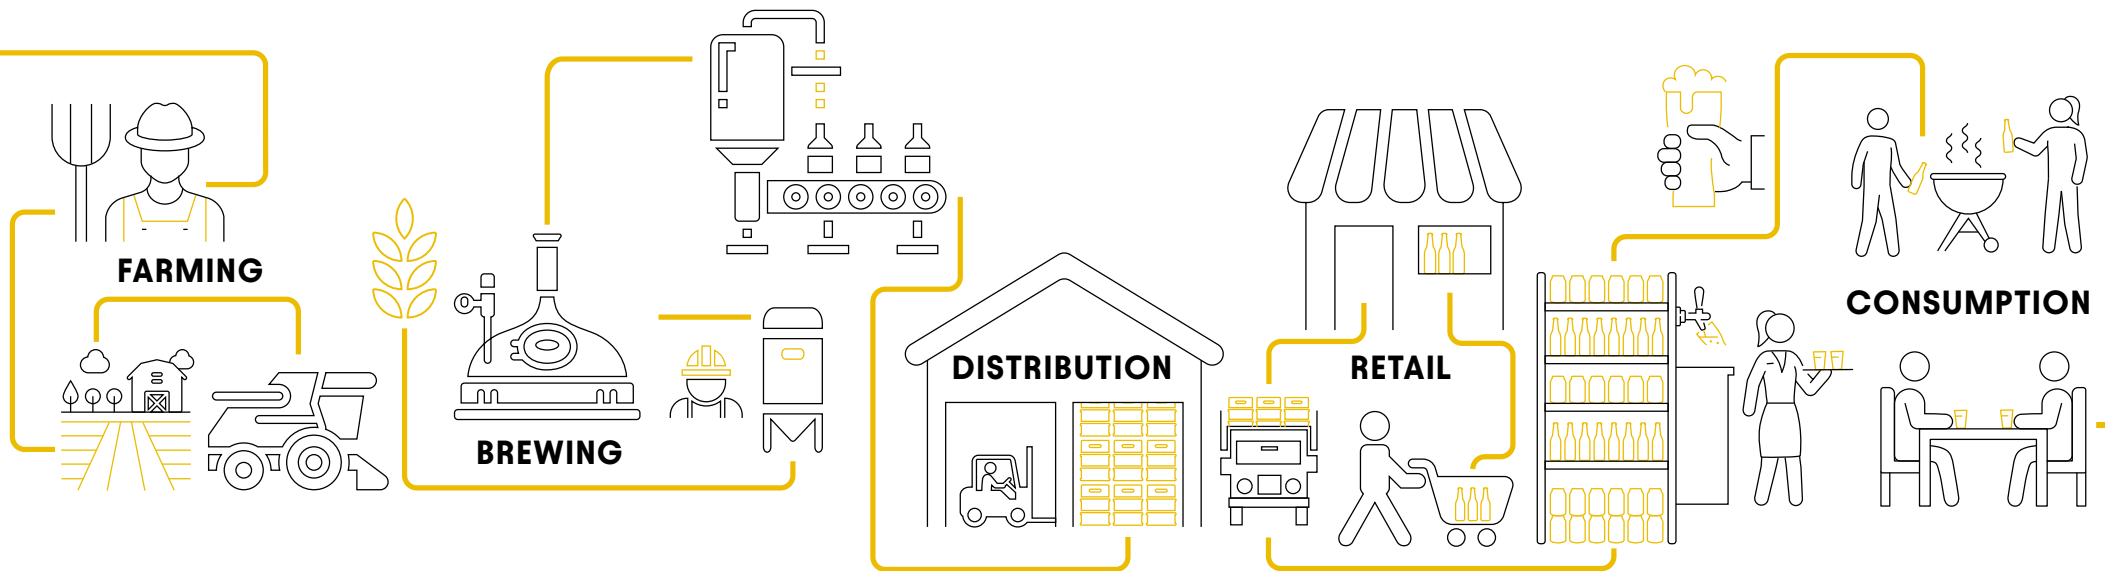 FARMING
BREWING
DISTRIBUTION
RETAIL
CONSUMPTION